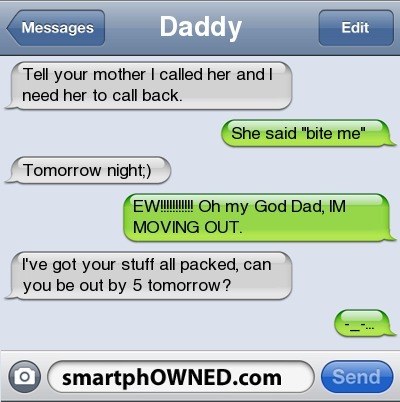 Messages
Daddy
Edit
Tell your mother I called her and I
need her to call back.
She said "bite me"
Tomorrow night;)
EW!!!!!!!!!!! Oh my God Dad, IM
MOVING OUT.
I've got your stuff all packed, can
you be out by 5 tomorrow?
-_-...
smartphOWNED.com
Send